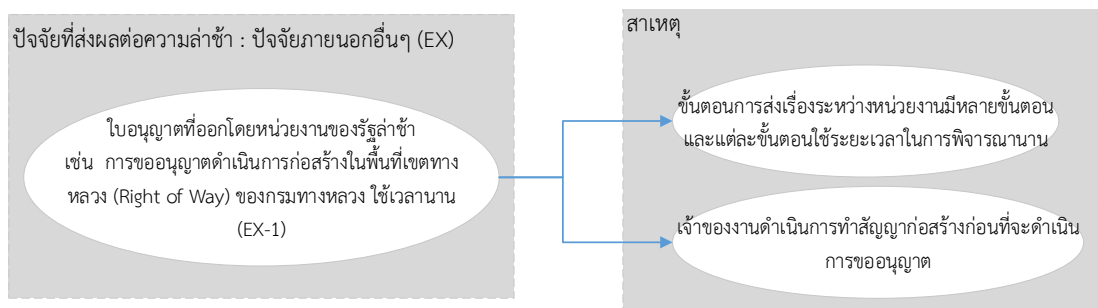 ปัจจัยที่ส่งผลต่อความล่าช้า : ปัจจัยภายนอกอื่นๆ (EX)
ใบอนุญาตที่ออกโดยหน่วยงานของรัฐล่าช้า
เช่น การขออนุญาตดำเนินการก่อสร้างในพื้นที่เขตทาง
หลวง (Right of Way) ของกรมทางหลวง ใช้เวลานาน
(EX-1)
สาเหตุ
ขั้นตอนการส่งเรื่องระหว่างหน่วยงานมีหลายขั้นตอน
และแต่ละขั้นตอนใช้ระยะเวลาในการพิจารณานาน
เจ้าของงานดำเนินการทำสัญญาก่อสร้างก่อนที่จะดำเนิน
การขออนุญาต